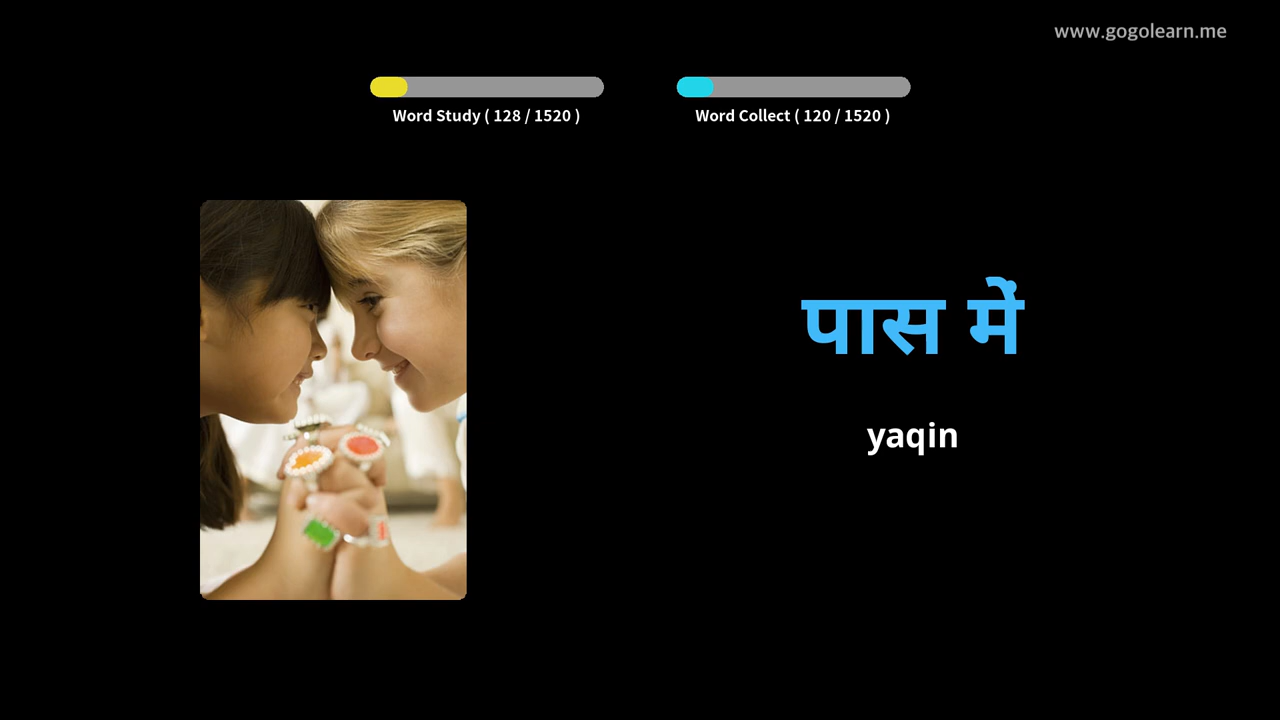 www.gogolearn.me
Word Study ( 128 / 1520 )
Word Collect ( 120 / 1520 )
पास में
yaqin